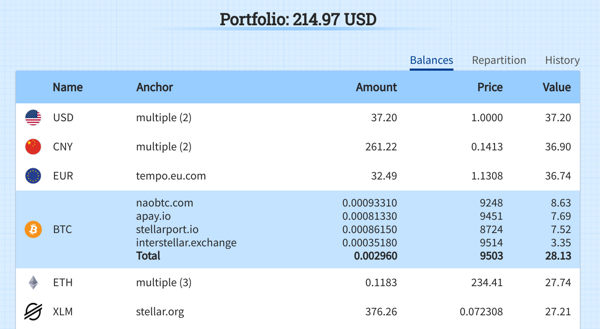 Portfolio: 214.97 USD
Balances Repartition History
Name Anchor Amount Price Value
USD multiple (2) 37.20 1.0000 37.20
CNY multiple (2) 261.22 0.1413 36.90
EUR tempo.eu.com 32.49 1.1308 36.74
naobtc.com 0.00093310 9248 8.63
apay.io 0.00081330 9451 7.69
BTC stellarport.io 0.00086150 8724 7.52
interstellar.exchange 0.00035180 9514 3.35
Total 0.002960 9503 28.13
ETH multiple (3) 0.1183 234.41 27.74
XLM stellar.org 376.26 0.072308 27.21